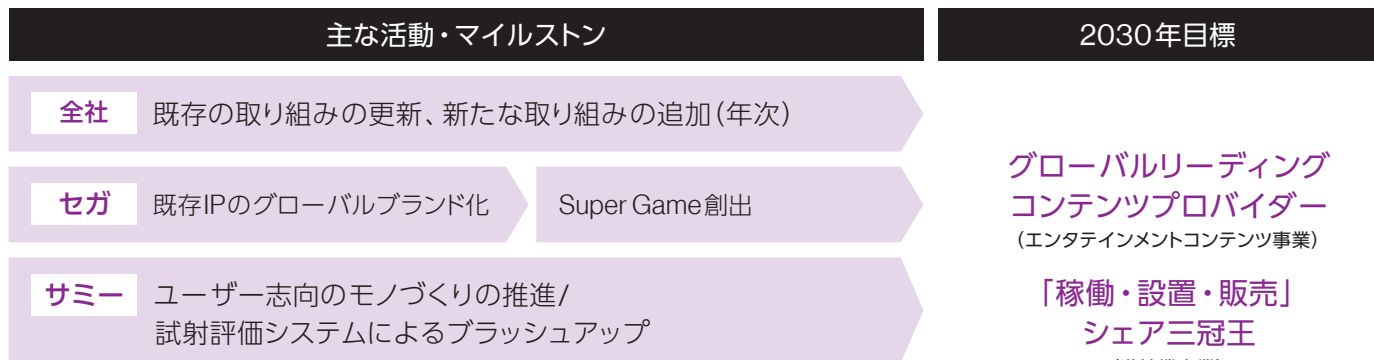 主な活動・マイルストン
2030年目標
全社 既存の取り組みの更新、新たな取り組みの追加(年次)
セガ 既存IPのグローバルブランド化 Super Game創出
サミー ユーザー志向のモノづくりの推進/
試射評価システムによるブラッシュアップ
グローバルリーディング
コンテンツプロバイダー
(エンタテインメントコンテンツ事業)
「稼働・設置・販売」
シェア三冠王